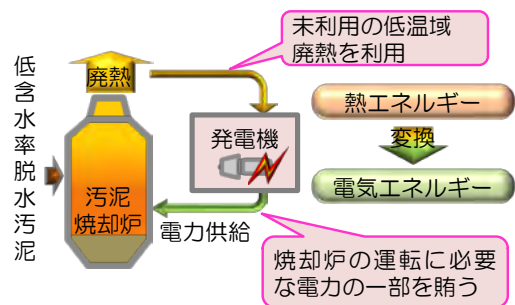 未利用の低温域
廃熱を利用
廃熱
低含水率脱水汚泥
発電機
熱エネルギー
変換
電気エネルギー
汚泥
焼却炉
電力供給
焼却炉の運転に必要
な電力の一部を賄う